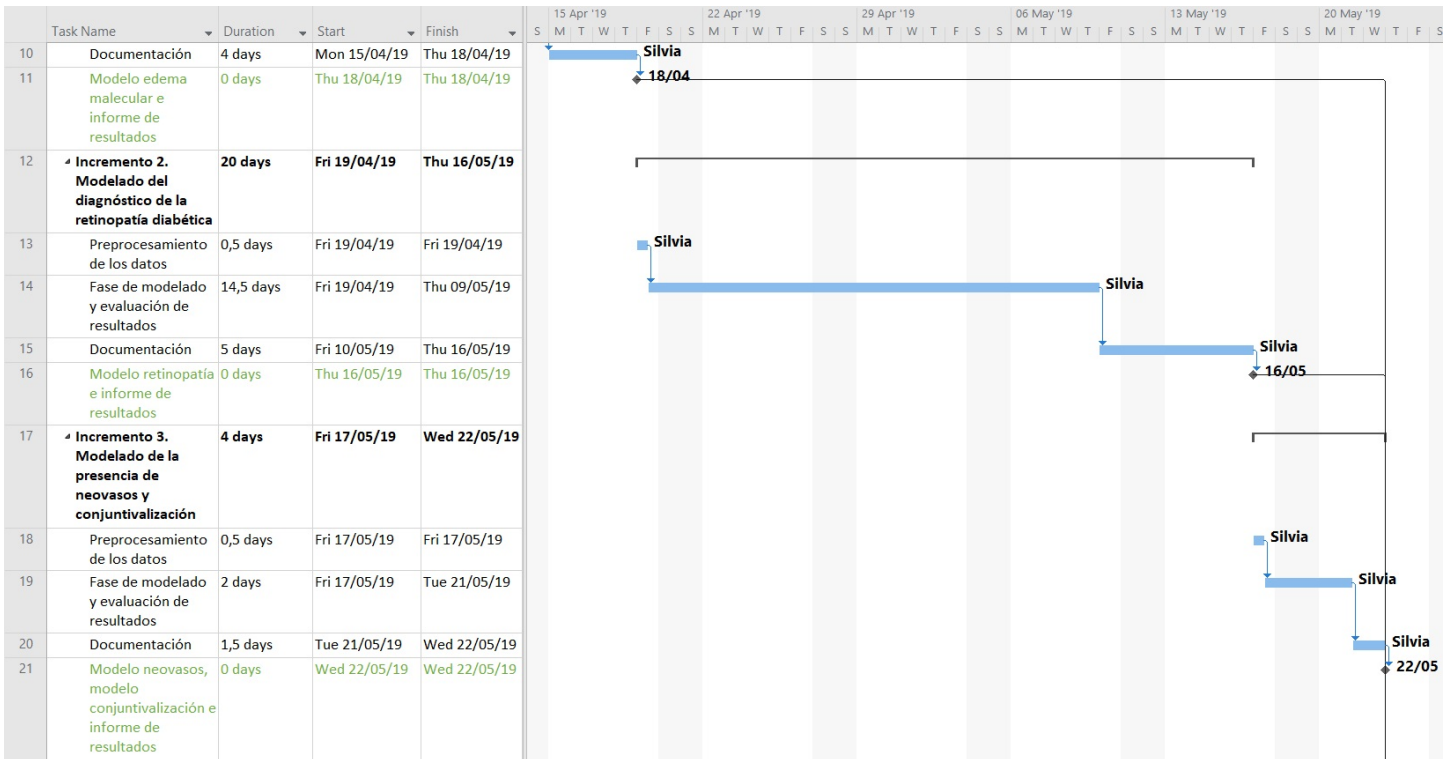 15 Apr '19 22 Apr '19 29 Apr '19 06 May '19 13 May '19 20 May '19
Task Name Duration Start Finish S M T W T F S S M T W T F S S M T W T F S S M T W T F S S M T W T F S S M T W T F S
10 Documentación 4 days Mon 15/04/19 Thu 18/04/19 Silvia
11 Modelo edema 0 days Thu 18/04/19 Thu 18/04/19 18/04
malecular e
informe de
resultados
12 Incremento 2. 20 days Fri 19/04/19 Thu 16/05/19
Modelado del
diagnóstico de la
retinopatía diabética
13 Preprocesamiento 0,5 days Fri 19/04/19 Fri 19/04/19 Silvia
de los datos
14 Fase de modelado 14,5 days Fri 19/04/19 Thu 09/05/19 Silvia
y evaluación de
resultados
15 Documentación 5 days Fri 10/05/19 Thu 16/05/19 Silvia
16 Modelo retinopatía 0 days Thu 16/05/19 Thu 16/05/19 16/05
e informe de
resultados
17 Incremento 3. 4 days Fri 17/05/19 Wed 22/05/19
Modelado de la
presencia de
neovasos y
conjuntivalización
18 Preprocesamiento 0,5 days Fri 17/05/19 Fri 17/05/19 Silvia
de los datos
19 Fase de modelado 2 days Fri 17/05/19 Tue 21/05/19 Silvia
y evaluación de
resultados
20 Documentación 1,5 days Tue 21/05/19 Wed 22/05/19 Silvia
21 Modelo neovasos, 0 days Wed 22/05/19 Wed 22/05/19 22/05
modelo
conjuntivalización e
informe de
resultados